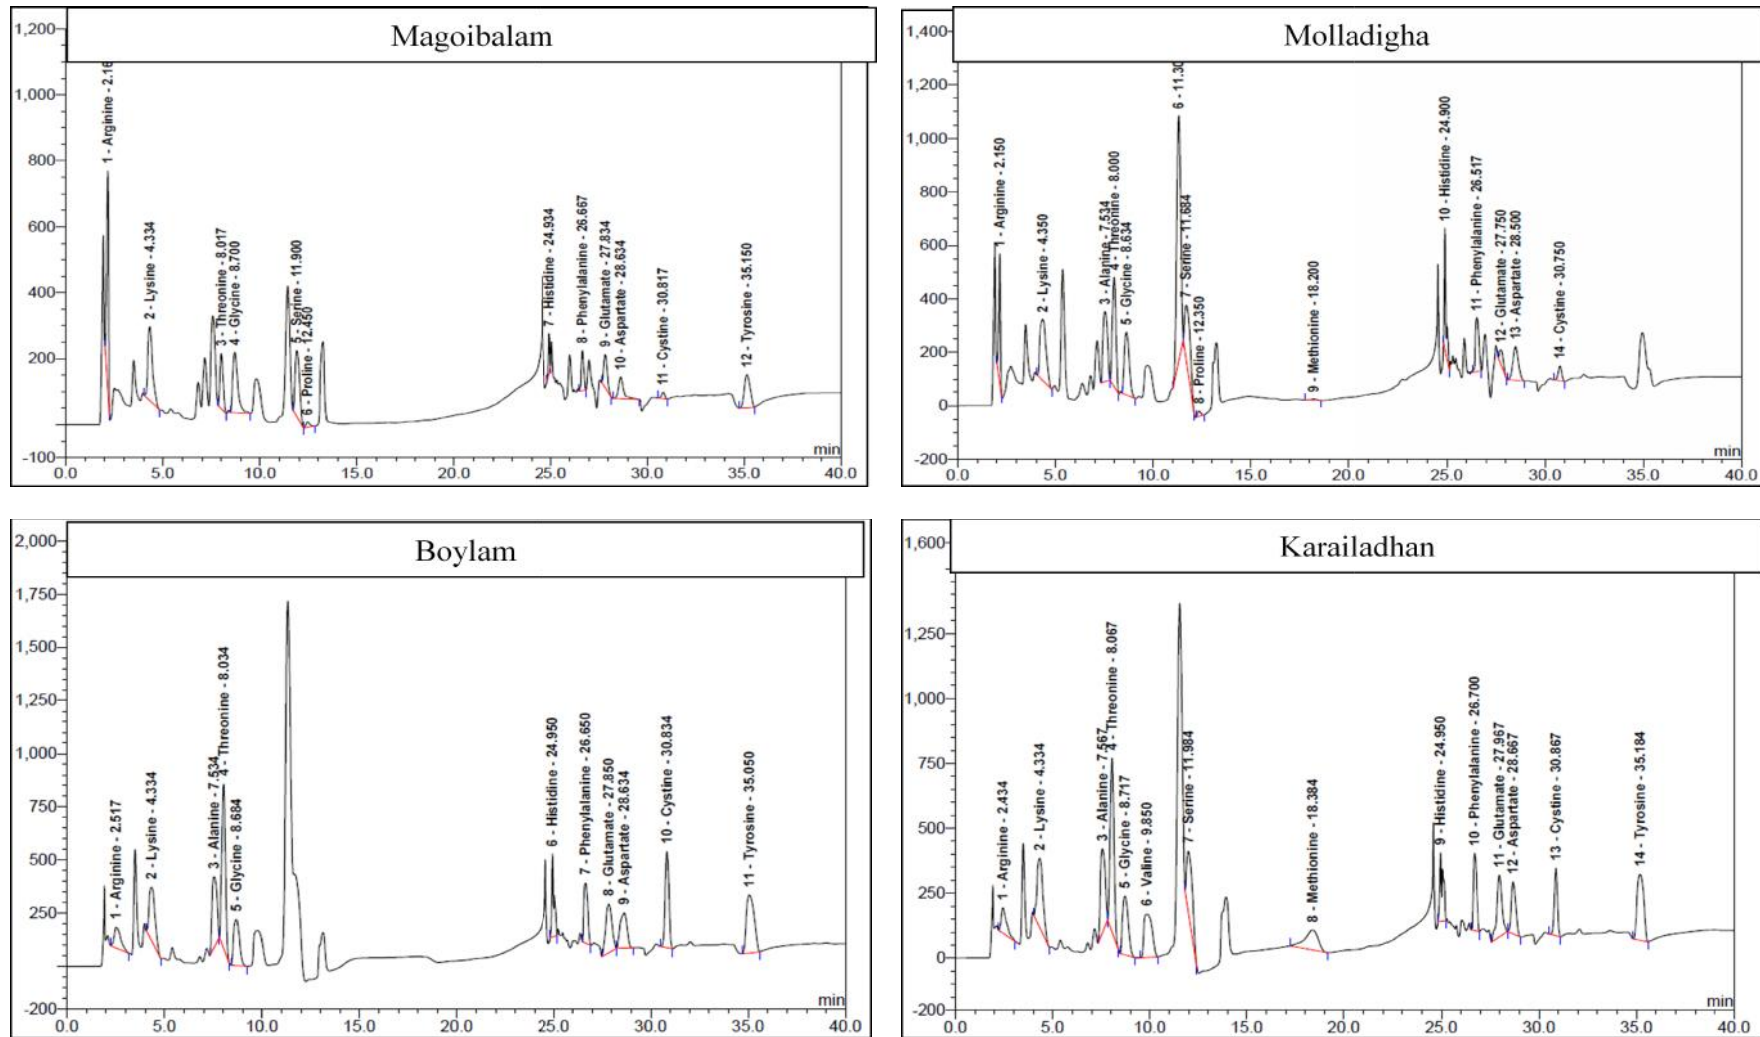 Magoibalam
1,200
1,000
800
600
400
200
-100
0.0 5.0 10.0 15.0 20.0 25.0 30.0 35.0 40.0
min
1 - Arginine - 2.16
2 - Lysine - 4.334
3 - Threonine - 8.017
4 - Glycine - 8.700
5 - Serine - 11.900
6 - Proline - 12.450
7 - Histidine - 24.934
8 - Phenylalanine - 26.667
9 - Glutamate - 27.834
10 - Aspartate - 28.634
11 - Cystine - 30.817
12 - Tyrosine - 35.150
Molladigha
1,400
1,200
1,000
800
600
400
200
0
-200
0.0 5.0 10.0 15.0 20.0 25.0 30.0 35.0 40.0
min
1 - Arginine - 2.150
2 - Lysine - 4.350
3 - Alanine - 7.534
4 - Threonine - 8.000
5 - Glycine - 8.634
6 - 11.30
7 - Serine - 11.684
8 - Proline - 12.350
9 - Methionine - 18.200
10 - Histidine - 24.900
11 - Phenylalanine - 26.517
12 - Glutamate - 27.750
13 - Aspartate - 28.500
14 - Cystine - 30.750
Boylam
2,000
1,750
1,500
1,250
1,000
750
500
250
-200
0.0 5.0 10.0 15.0 20.0 25.0 30.0 35.0 40.0
min
1 - Arginine - 2.517
2 - Lysine - 4.334
3 - Alanine - 7.534
4 - Threonine - 8.034
5 - Glycine - 8.684
6 - Histidine - 24.950
7 - Phenylalanine - 26.650
8 - Glutamate - 27.850
9 - Aspartate - 28.634
10 - Cystine - 30.834
11 - Tyrosine - 35.050
Karailadhan
1,600
1,250
1,000
750
500
250
0
-200
0.0 5.0 10.0 15.0 20.0 25.0 30.0 35.0 40.0
min
1 - Arginine - 2.434
2 - Lysine - 4.334
3 - Alanine - 7.567
4 - Threonine - 8.067
5 - Glycine - 8.717
6 - Valine - 9.850
7 - Serine - 11.984
8 - Methionine - 18.384
9 - Histidine - 24.950
10 - Phenylalanine - 26.700
11 - Glutamate - 27.967
12 - Aspartate - 28.667
13 - Cystine - 30.867
14 - Tyrosine - 35.184